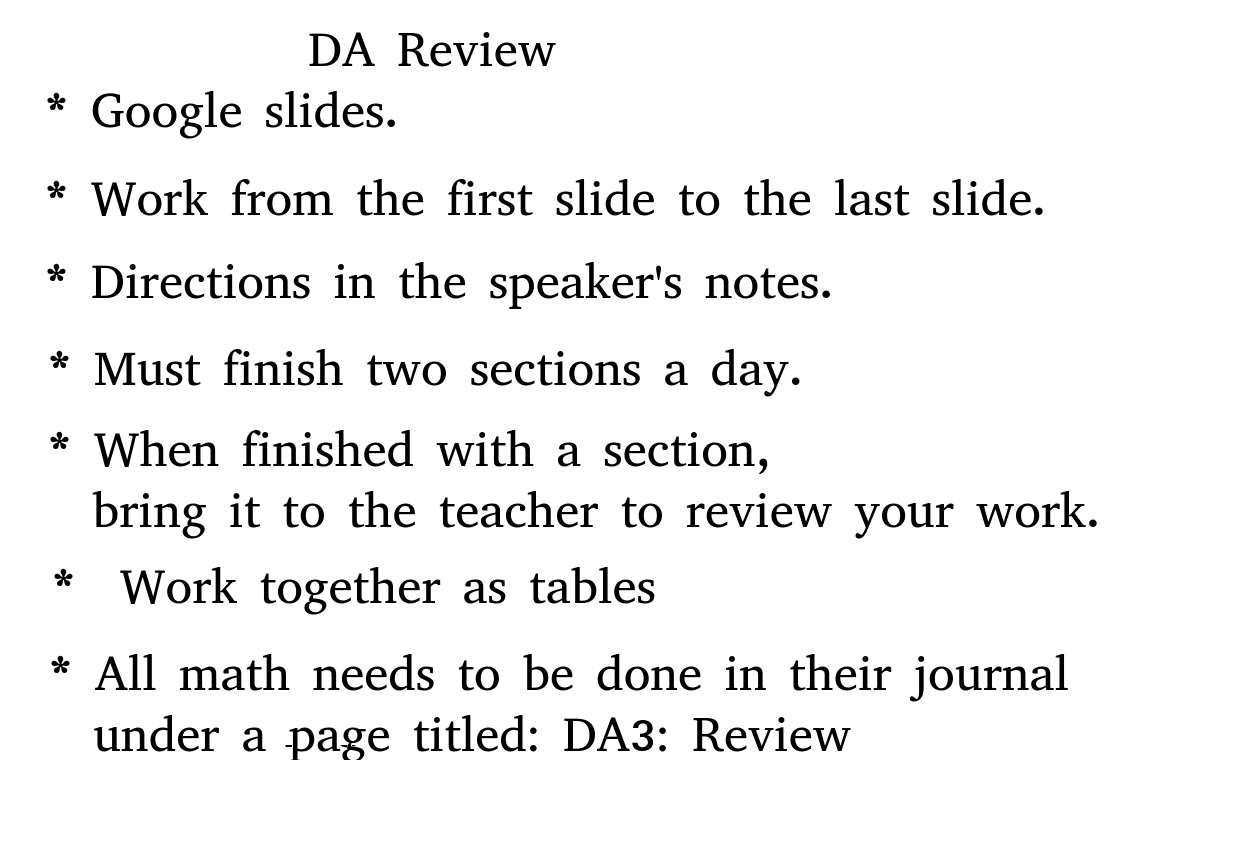 DA Review
* Google slides.
* Work from the first slide to the last slide.
* Directions in the speaker's notes.
* Must finish two sections a day.
* When finished with a section,
bring it to the teacher to review your work.
* Work together as tables
* All math needs to be done in their journal
under a page titled: DA3: Review